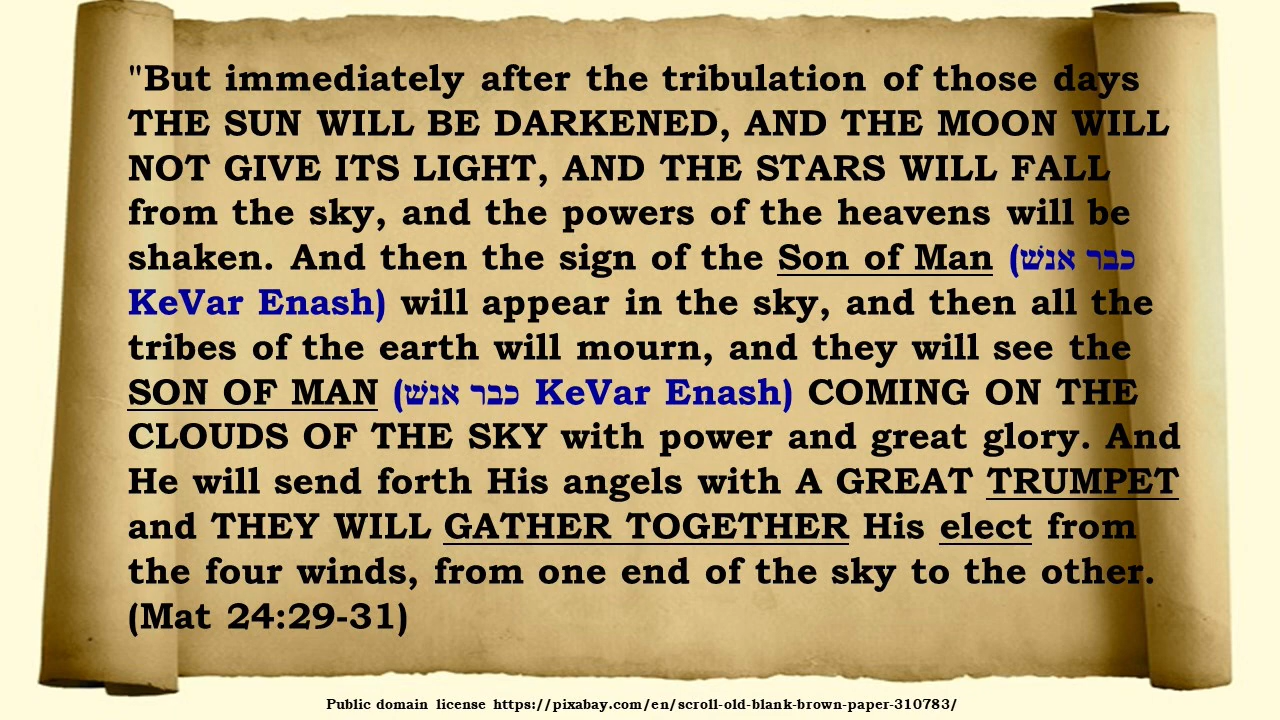 "But immediately after the tribulation of those days
THE SUN WILL BE DARKENED, AND THE MOON WILL
NOT GIVE ITS LIGHT, AND THE STARS WILL FALL
from the sky, and the powers of the heavens will be
shaken. And then the sign of the Son of Man (כבר אנשׁ
KeVar Enash) will appear in the sky, and then all the
tribes of the earth will mourn, and they will see the
SON OF MAN (כבר אנשׁ KeVar Enash) COMING ON THE
CLOUDS OF THE SKY with power and great glory. And
He will send forth His angels with A GREAT TRUMPET
and THEY WILL GATHER TOGETHER His elect from
the four winds, from one end of the sky to the other.
(Mat 24:29-31)
Public domain license https://pixabay.com/en/scroll-old-blank-brown-paper-310783/